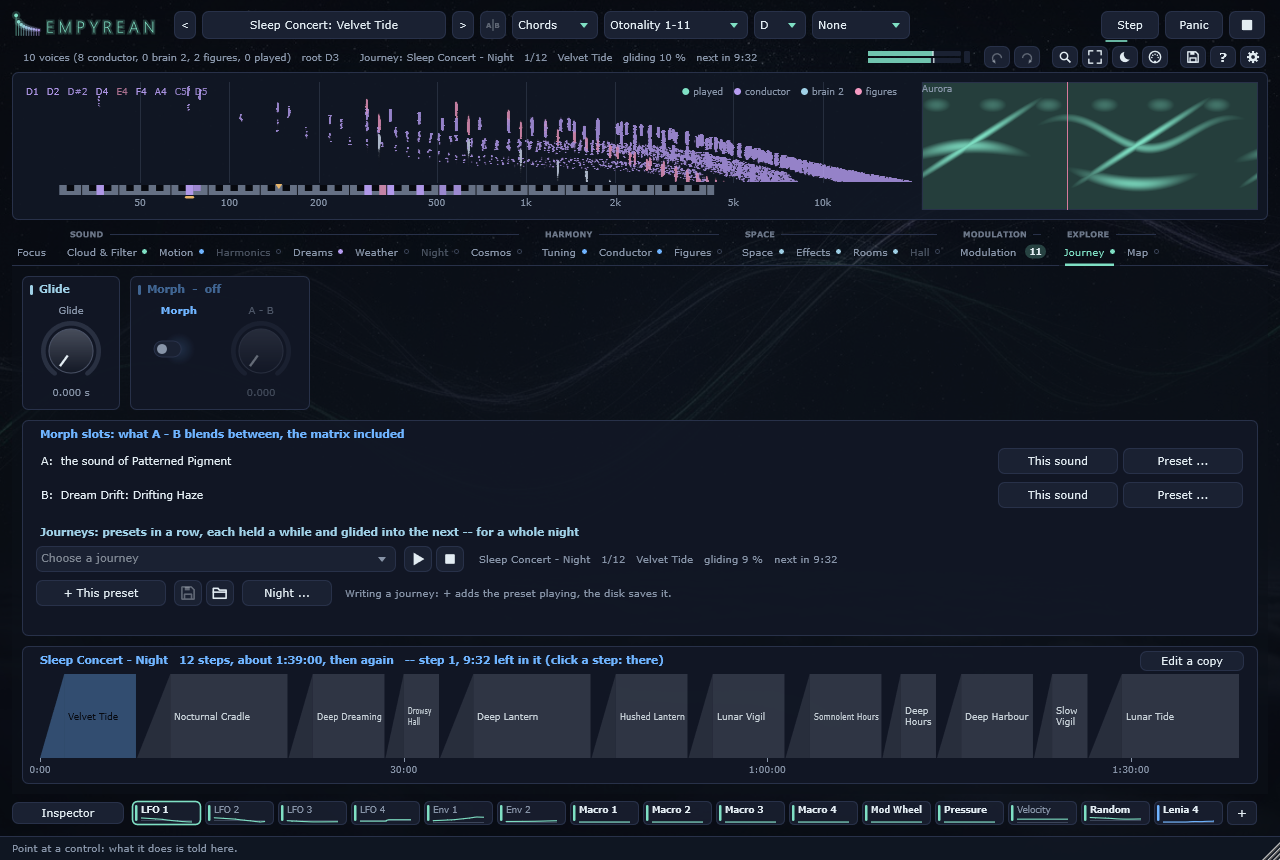 EMPYREAN
<
Sleep Concert: Velvet Tide
>
A|B
Chords
Otonality 1-11
D
None
Step
Panic
10 voices (8 conductor, 0 brain 2, 2 figures, 0 played) root D3 Journey: Sleep Concert - Night 1/12 Velvet Tide gliding 10 % next in 9:32
?
D1 D2 D#2 D4 E4 F4 A4 C5 D5
played conductor brain 2 figures
Aurora
50 100 200 500 1k 2k 5k 10k
SOUND HARMONY SPACE MODULATION EXPLORE
Focus Cloud & Filter Motion Harmonics Dreams Weather Night Cosmos Tuning Conductor Figures Space Effects Rooms Hall Modulation 11 Journey Map
Glide
Glide
0.000 s
Morph - off
Morph A - B
0.000
Morph slots: what A - B blends between, the matrix included
A: the sound of Patterned Pigment
This sound
Preset ...
B: Dream Drift: Drifting Haze
This sound
Preset ...
Journeys: presets in a row, each held a while and glided into the next -- for a whole night
Choose a journey
Sleep Concert - Night 1/12 Velvet Tide gliding 9 % next in 9:32
+ This preset
Night ...
Writing a journey: + adds the preset playing, the disk saves it.
Sleep Concert - Night 12 steps, about 1:39:00, then again -- step 1, 9:32 left in it (click a step: there)
Edit a copy
Velvet Tide
Nocturnal Cradle
Deep Dreaming
Drowsy Hall
Deep Lantern
Hushed Lantern
Lunar Vigil
Somnolent Hours
Deep Hours
Deep Harbour
Slow Vigil
Lunar Tide
0:00 30:00 1:00:00 1:30:00
Inspector
LFO 1
LFO 2
LFO 3
LFO 4
Env 1
Env 2
Macro 1
Macro 2
Macro 3
Macro 4
Mod Wheel
Pressure
Velocity
Random
Lenia 4
+
Point at a control: what it does is told here.